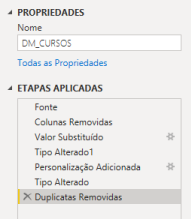 PROPRIEDADES
Nome
DM_CURSOS
Todas as Propriedades
ETAPAS APLICADAS
Fonte
Colunas Removidas
Valor Substituído
Tipo Alterado1
Personalização Adicionada
Tipo Alterado
Duplicatas Removidas